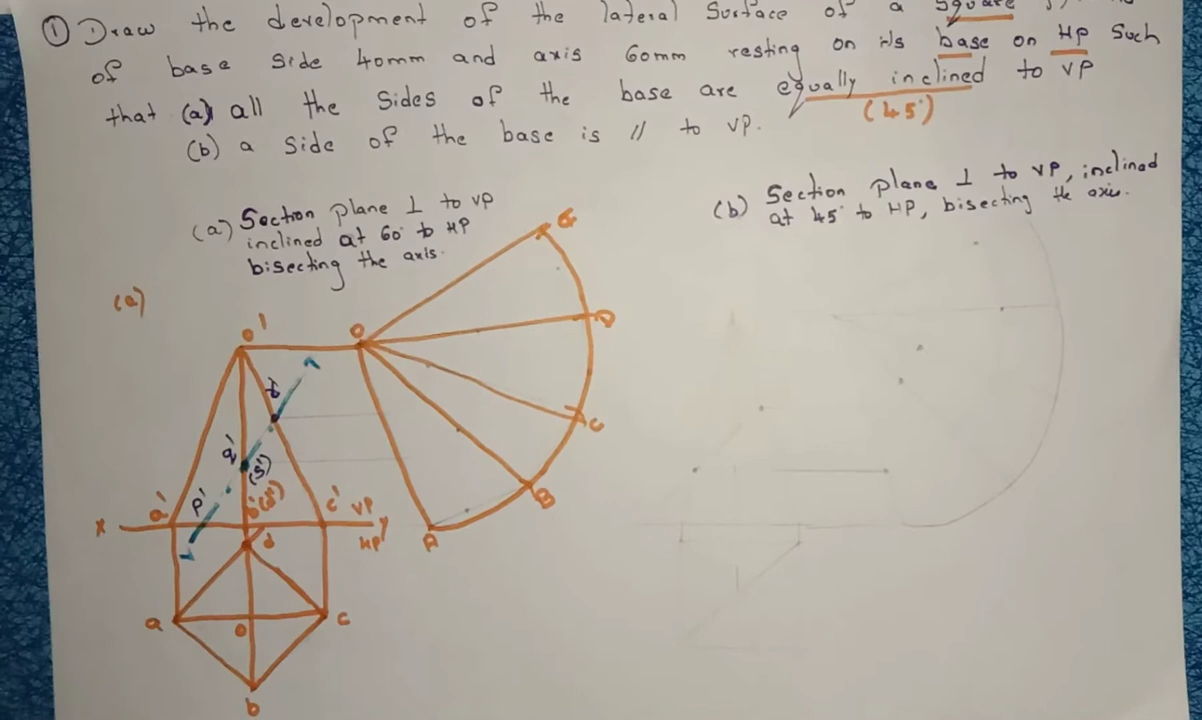 ① Draw the development of the lateral Surface of a Square
of base side 40mm and axis 60mm resting on its base on HP Such
that (a) all the Sides of the base are equally inclined to VP
(45°)
(b) a side of the base is // to VP.
(a) Section plane ⊥ to VP
inclined at 60° to HP
bisecting the axis.
(b) Section plane ⊥ to VP, inclined
at 45° to HP, bisecting the axis.
(a)
o' O
A B C D
q' (s')
p'
X a' b'(d') c' VP Y
HP
d
a o c
b